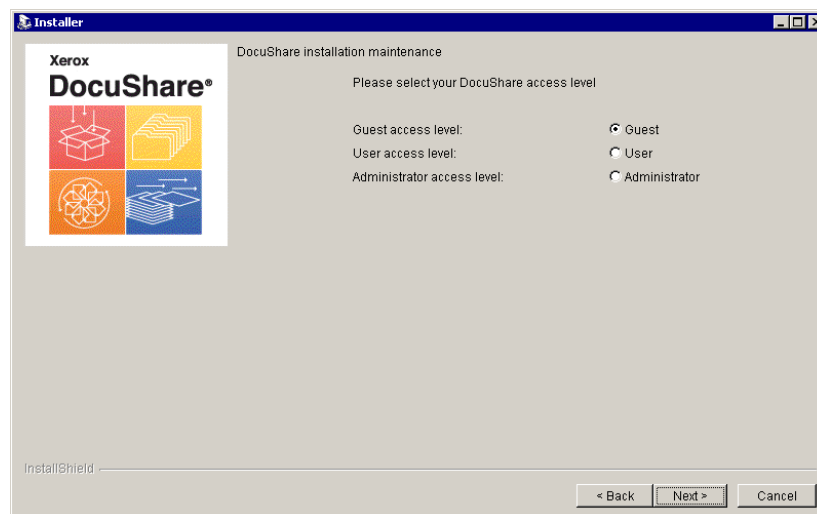 Installer
Xerox
DocuShare®
DocuShare installation maintenance
Please select your DocuShare access level
Guest access level: Guest
User access level: User
Administrator access level: Administrator
InstallShield
< Back Next > Cancel